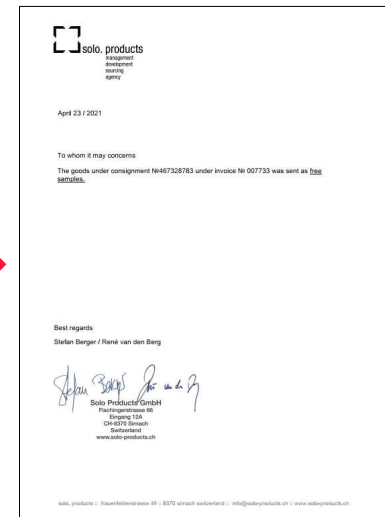 solo. products
management
development
sourcing
agency
April 23 / 2021
To whom it may concerns
The goods under consignment №467328783 under invoice № 007733 was sent as free
samples.
Best regards
Stefan Berger / René van den Berg
Solo Products GmbH
Fischingerstrasse 66
Eingang 12A
CH-8370 Sirnach
Switzerland
www.solo-products.ch
solo. products :: frauenfelderstrasse 49 :: 8370 sirnach switzerland :: info@solo-products.ch :: www.solo-products.ch